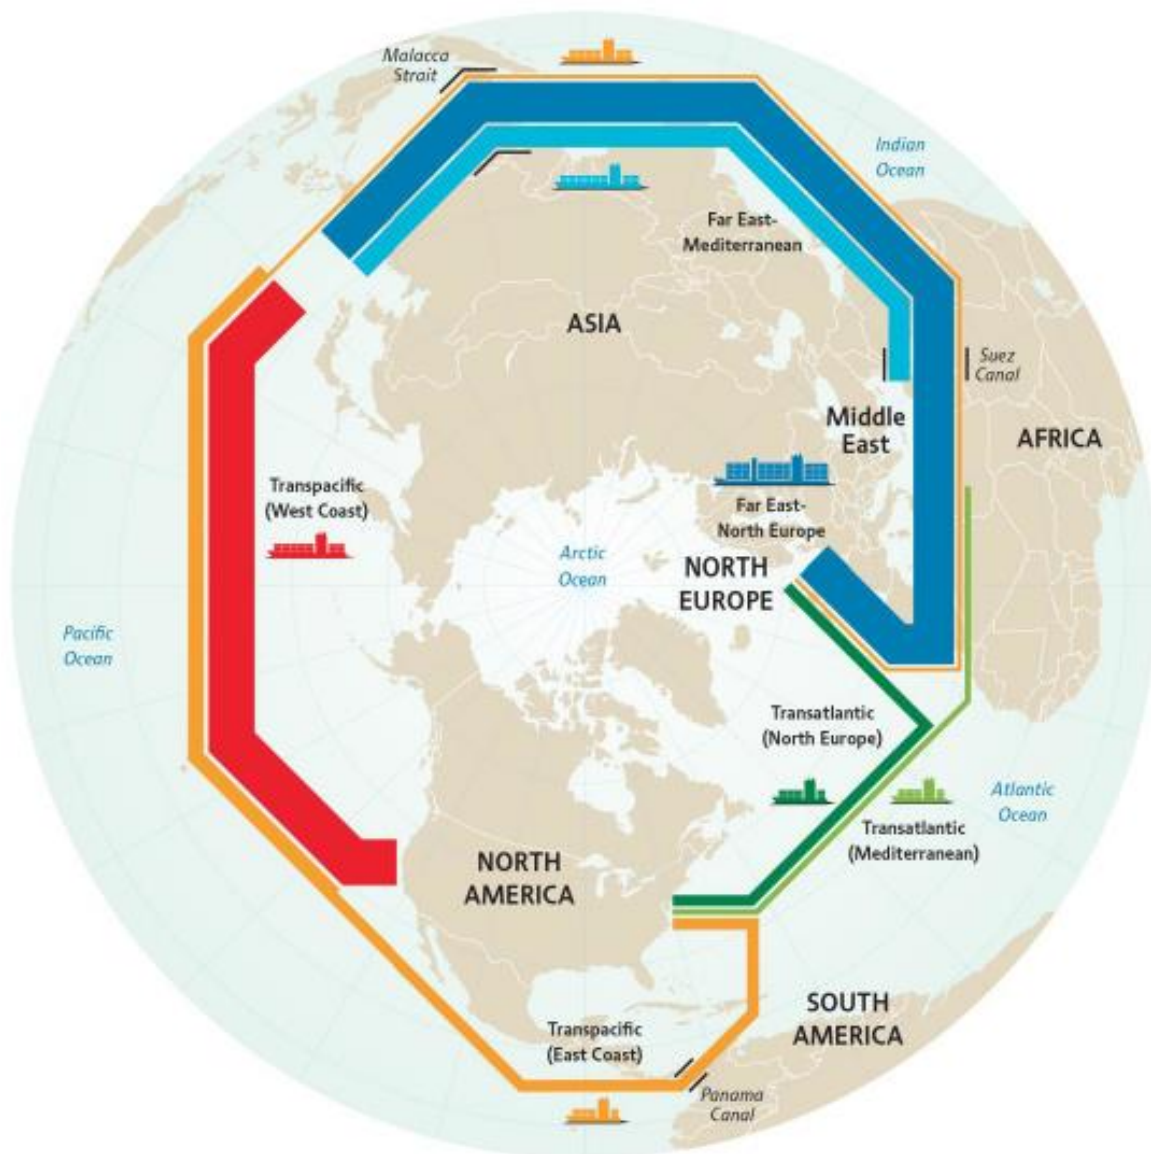 Malacca
Strait
Indian
Ocean
Far East-
Mediterranean
ASIA
Suez
Canal
Middle
East
AFRICA
Transpacific
(West Coast)
Far East-
North Europe
Arctic
Ocean
NORTH
EUROPE
Pacific
Ocean
Transatlantic
(North Europe)
Atlantic
Ocean
Transatlantic
(Mediterranean)
NORTH
AMERICA
SOUTH
AMERICA
Transpacific
(East Coast)
Panama
Canal